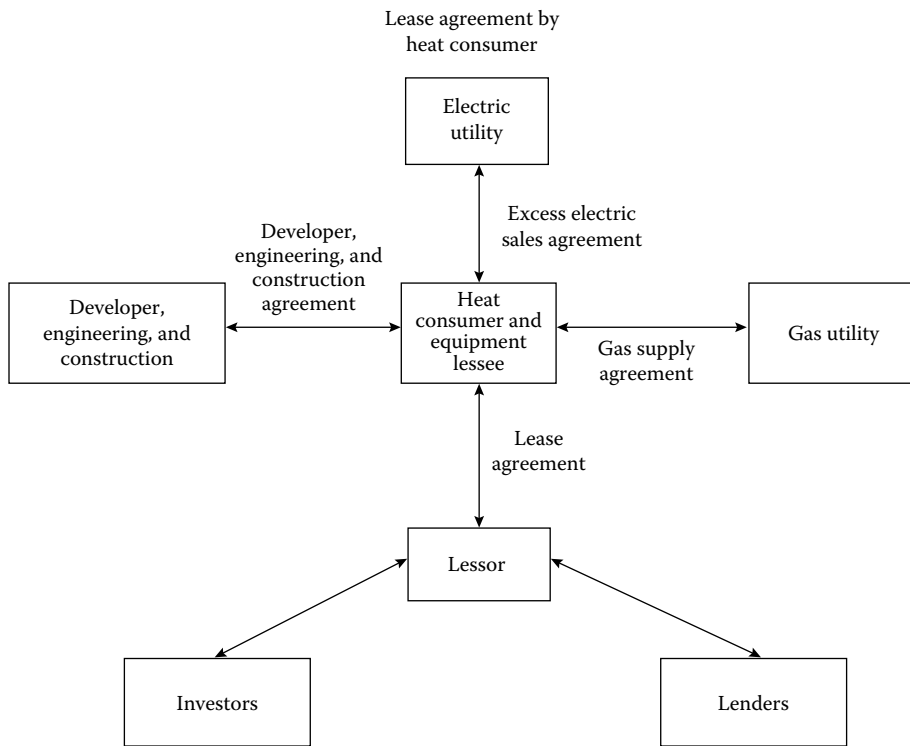 Lease agreement by
heat consumer
Electric
utility
Excess electric
sales agreement
Developer,
engineering, and
construction
agreement
Developer,
engineering, and
construction
Heat
consumer and
equipment
lessee
Gas supply
agreement
Gas utility
Lease
agreement
Lessor
Investors
Lenders